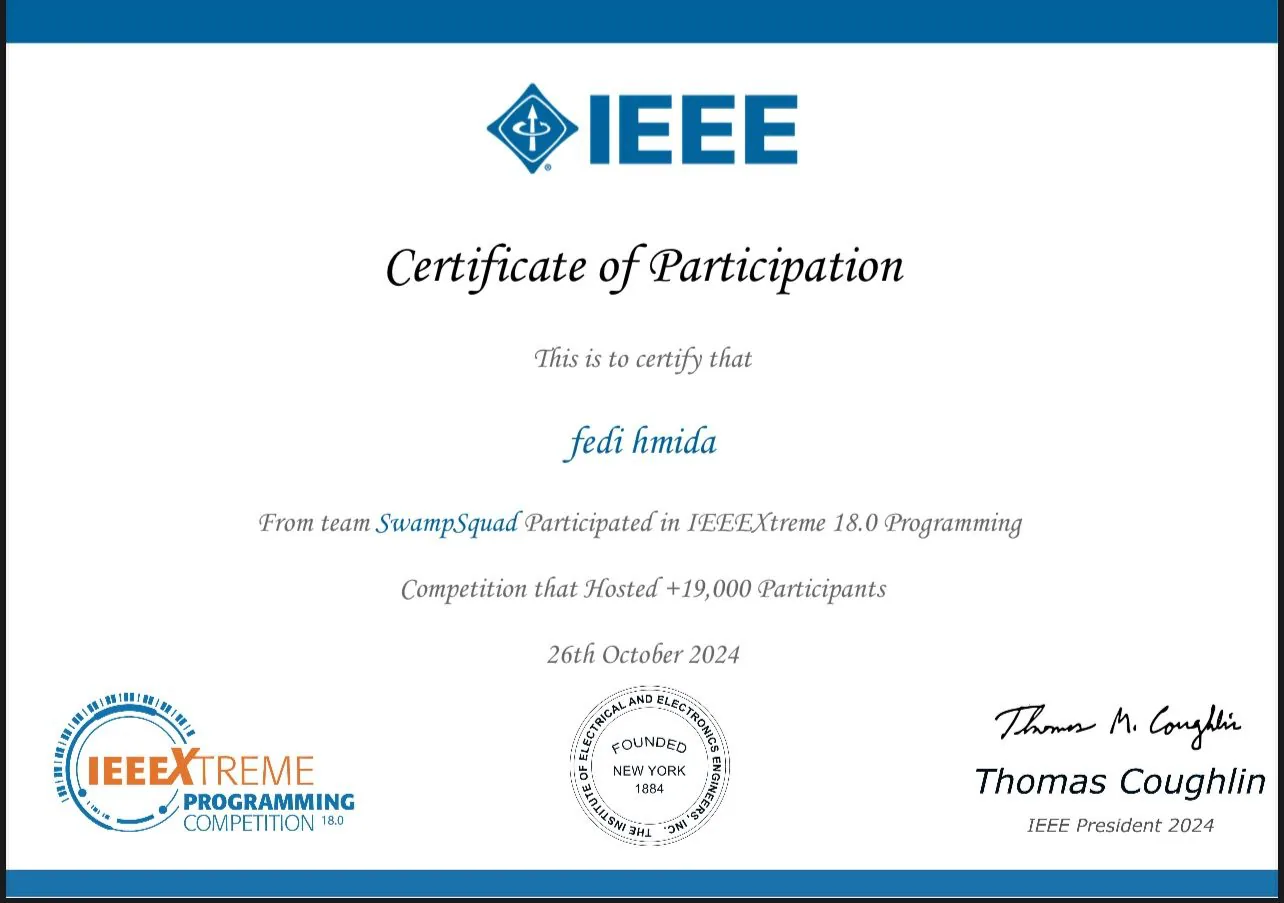 IEEE
Certificate of Participation
This is to certify that
fedi hmida
From team SwampSquad Participated in IEEEXtreme 18.0 Programming
Competition that Hosted +19,000 Participants
26th October 2024
IEEEXTREME
PROGRAMMING
COMPETITION 18.0
THE INSTITUTE OF ELECTRICAL AND ELECTRONICS ENGINEERS, INC.
FOUNDED
NEW YORK
1884
Thomas M. Coughlin
Thomas Coughlin
IEEE President 2024